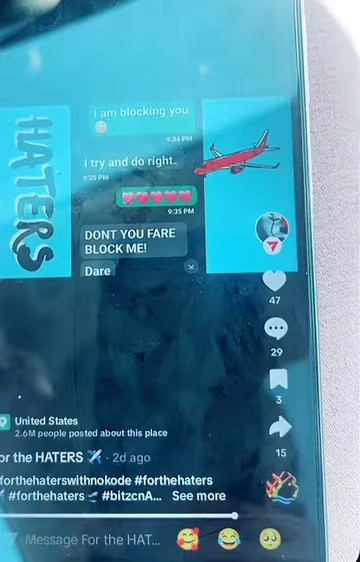 HATERS
I am blocking you
9:34 PM
I try and do right.
9:35 PM
9:35 PM
DONT YOU FARE
BLOCK ME!
Dare
47
29
3
15
United States
2.6M people posted about this place
or the HATERS ✈️ · 2d ago
forthehaterswithnokode #forthehaters
#forthehaters #bitzcnA... See more
Message For the HAT...